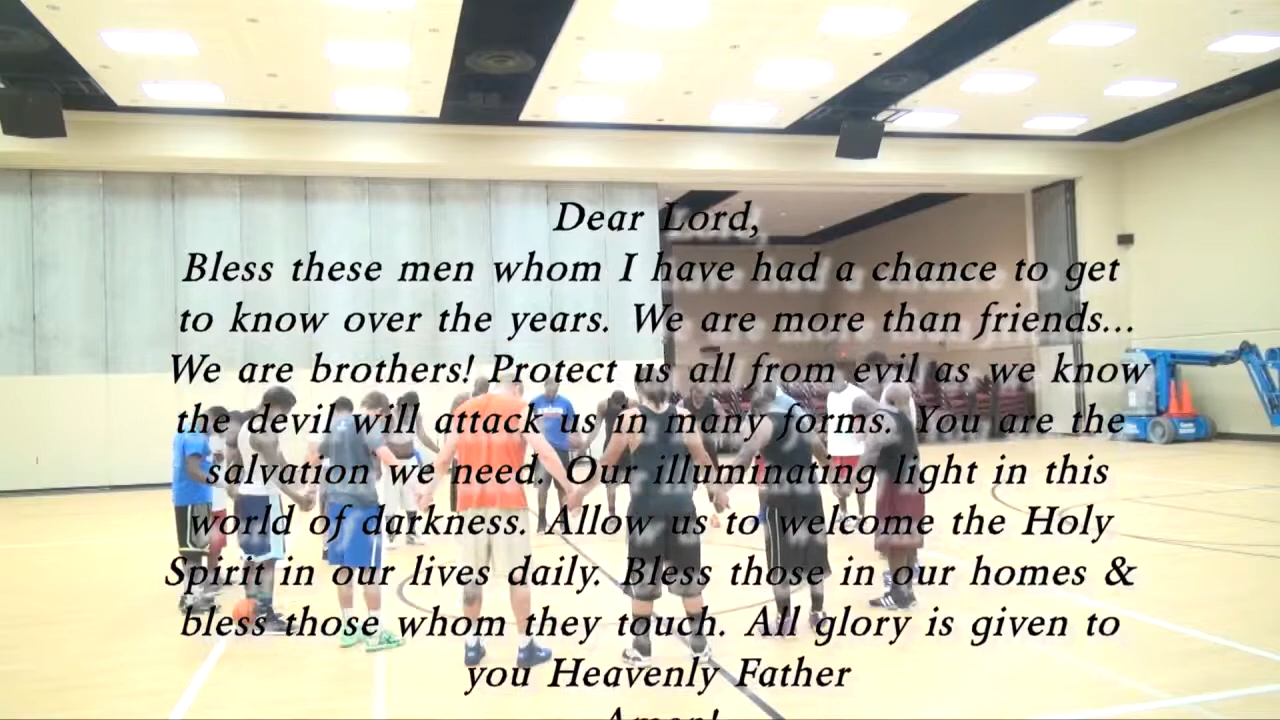 Dear Lord,
Bless these men whom I have had a chance to get
to know over the years. We are more than friends...
We are brothers! Protect us all from evil as we know
the devil will attack us in many forms. You are the
salvation we need. Our illuminating light in this
world of darkness. Allow us to welcome the Holy
Spirit in our lives daily. Bless those in our homes &
bless those whom they touch. All glory is given to
you Heavenly Father
Amen!